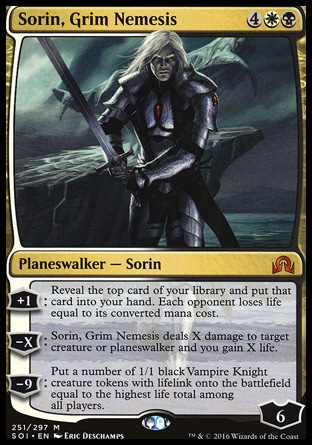 Sorin, Grim Nemesis 4
Planeswalker — Sorin
+1: Reveal the top card of your library and put that
card into your hand. Each opponent loses life
equal to its converted mana cost.
-X: Sorin, Grim Nemesis deals X damage to target
creature or planeswalker and you gain X life.
-9: Put a number of 1/1 black Vampire Knight
creature tokens with lifelink onto the battlefield
equal to the highest life total among
all players.
6
251/297 M
SOI • EN ERIC DESCHAMPS
™ & © 2016 Wizards of the Coast